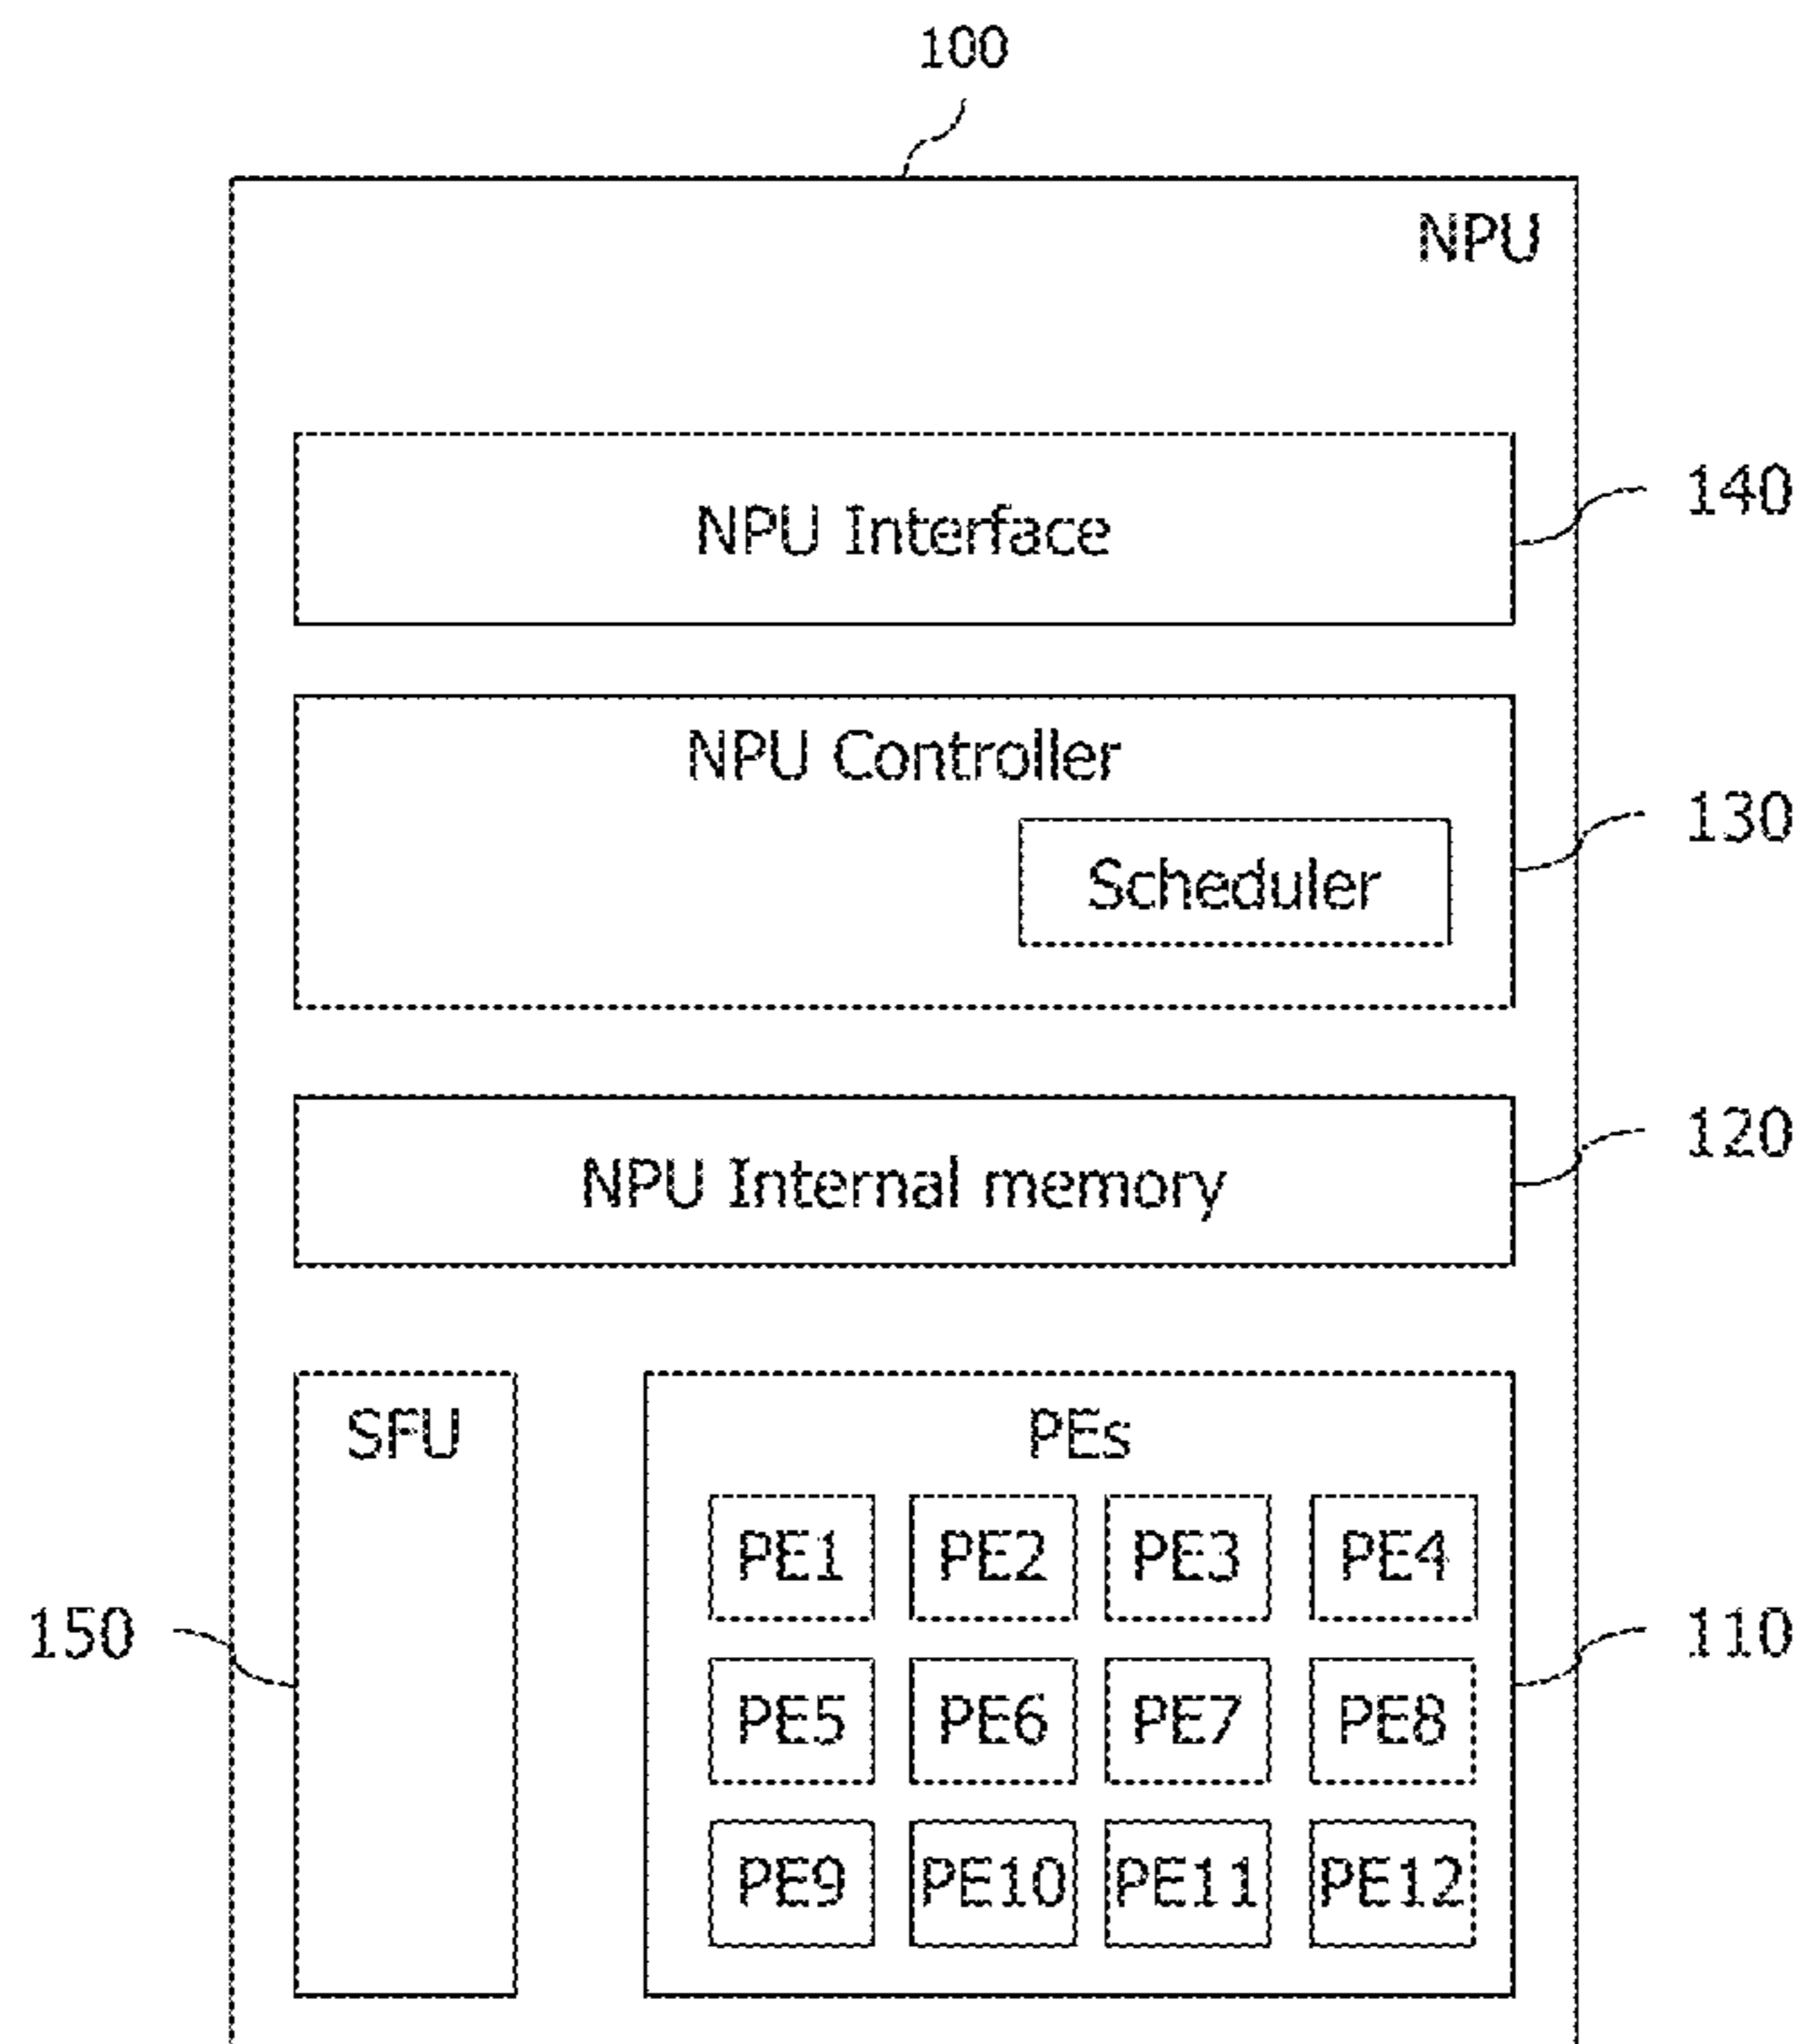 100
NPU
NPU Interface
140
NPU Controller
130
Scheduler
NPU Internal memory
120
SFU
PEs
PE1 PE2 PE3 PE4
150
110
PE5 PE6 PE7 PE8
PE9 PE10 PE11 PE12